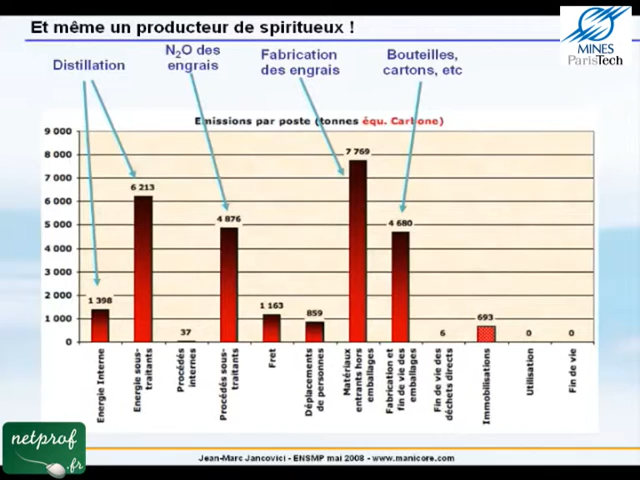 Et même un producteur de spiritueux !
MINES
ParisTech
Distillation
N2O des
engrais
Fabrication
des engrais
Bouteilles,
cartons, etc
Emissions par poste (tonnes équ. Carbone)
9 000
8 000
7 000
6 000
5 000
4 000
3 000
2 000
1 000
0
1 398
6 213
37
4 876
1 163
859
7 769
4 680
6
693
0
0
Energie Interne
Energie sous-
traitants
Procédés
internes
Procédés sous-
traitants
Fret
Déplacements
de personnes
Matériaux
entrants hors
emballages
Fabrication et
fin de vie des
emballages
Fin de vie des
déchets directs
Immobilisations
Utilisation
Fin de vie
netprof
.fr
Jean-Marc Jancovici - ENSMP mai 2008 - www.manicore.com